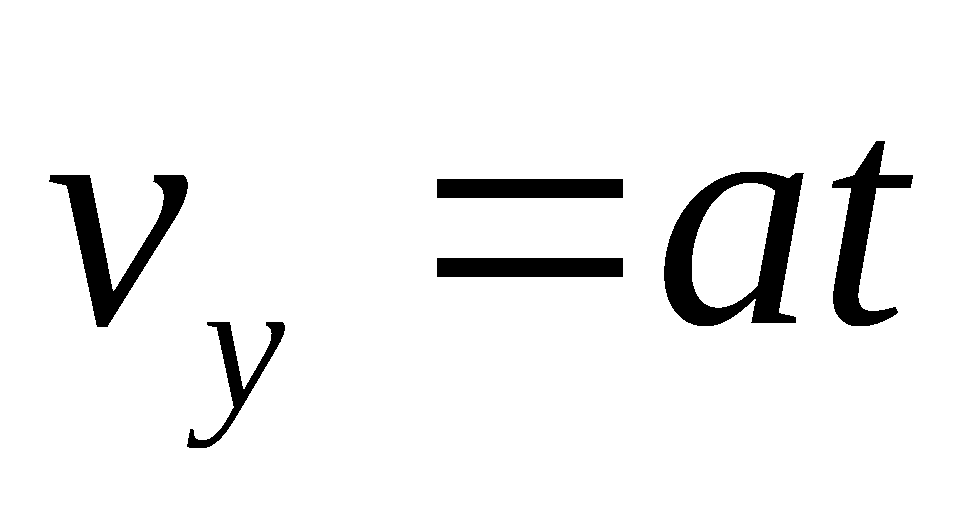 v_y = at